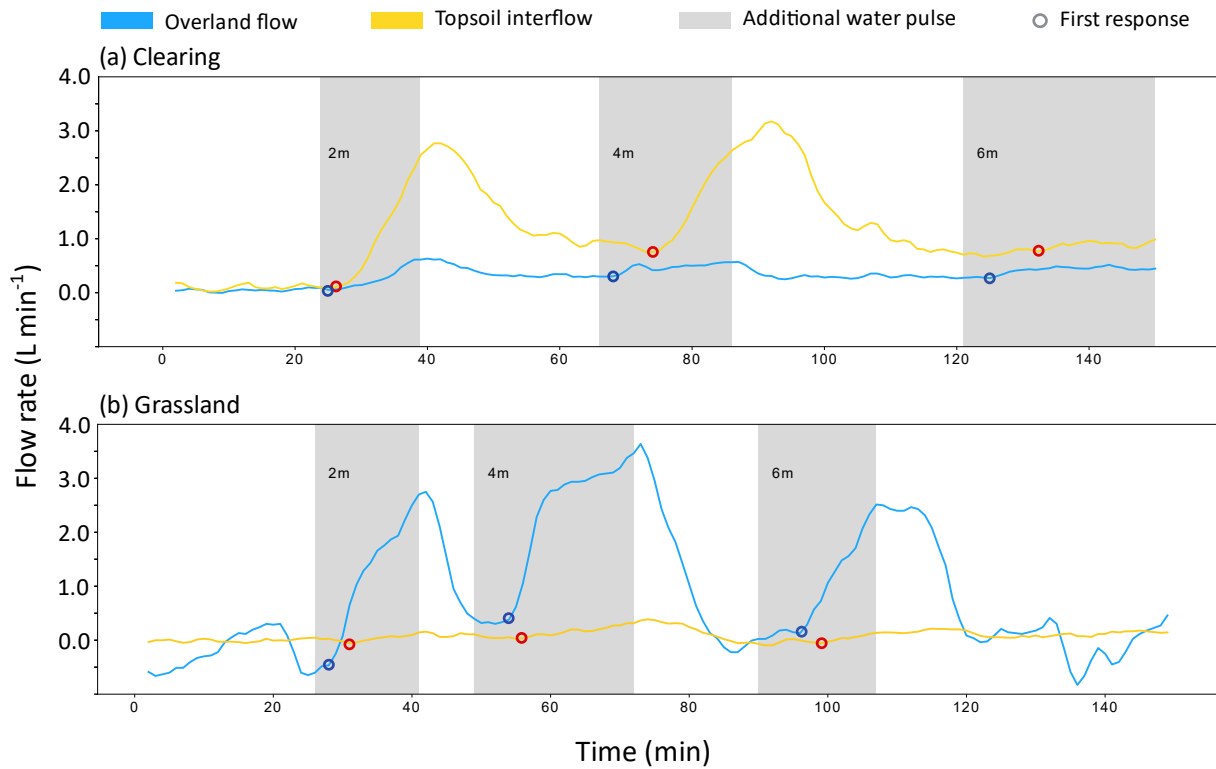 Overland flow Topsoil interflow Additional water pulse First response
(a) Clearing
4.0
3.0
2.0
1.0
0.0
2m 4m 6m
0 20 40 60 80 100 120 140
(b) Grassland
4.0
3.0
2.0
1.0
0.0
2m 4m 6m
0 20 40 60 80 100 120 140
Flow rate (L min⁻¹)
Time (min)